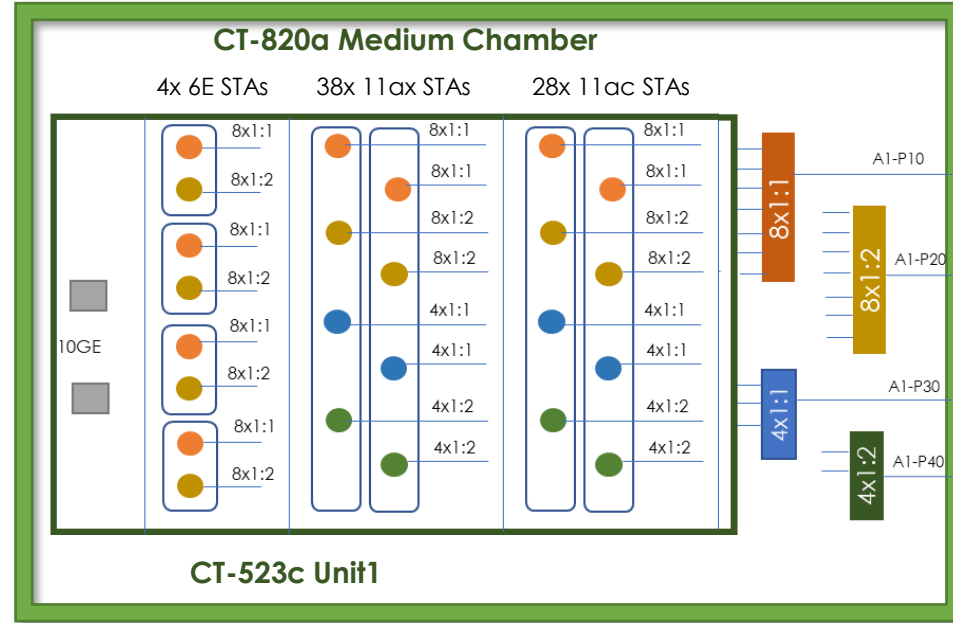 CT-820a Medium Chamber
4x 6E STAs
38x 11ax STAs
28x 11ac STAs
8x1:1
8x1:2
8x1:1
8x1:2
8x1:1
8x1:2
8x1:1
8x1:2
8x1:1
8x1:1
8x1:2
8x1:2
4x1:1
4x1:1
4x1:2
4x1:2
8x1:1
8x1:1
8x1:2
8x1:2
4x1:1
4x1:1
4x1:2
4x1:2
10GE
8x1:1
A1-P10
8x1:2
A1-P20
4x1:1
A1-P30
4x1:2
A1-P40
CT-523c Unit1